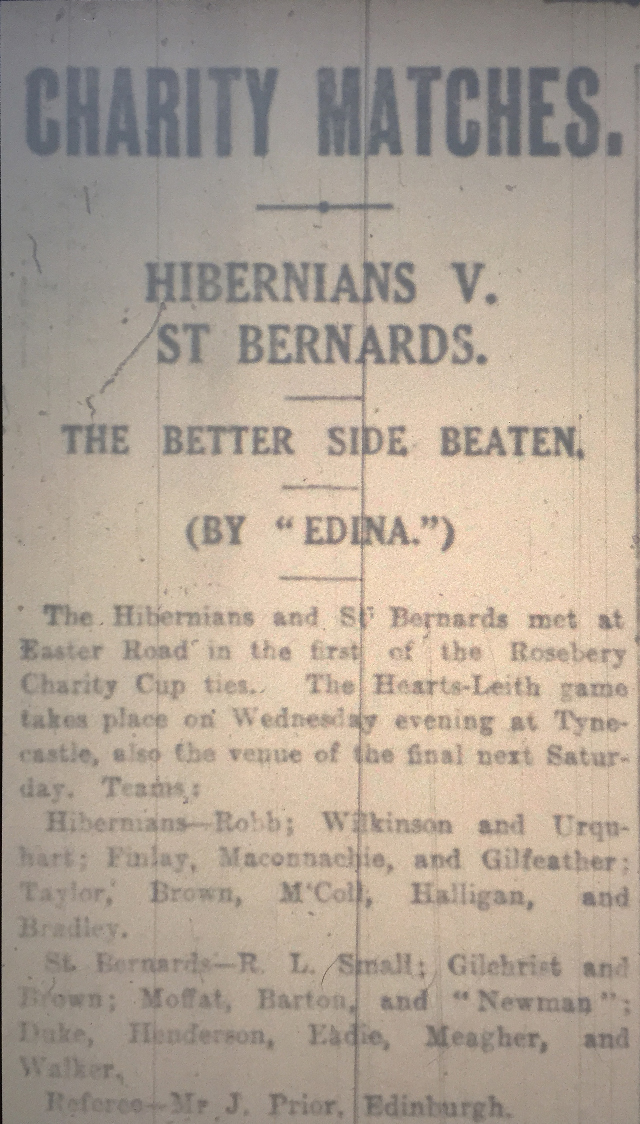 CHARITY MATCHES.
HIBERNIANS V.
ST BERNARDS.
THE BETTER SIDE BEATEN.
(BY "EDINA.")
The Hibernians and St Bernards met at
Easter Road in the first of the Rosebery
Charity Cup ties. The Hearts-Leith game
takes place on Wednesday evening at Tyne-
castle, also the venue of the final next Satur-
day. Teams:
Hibernians—Robb; Wilkinson and Urqu-
hart; Finlay, Maconnachie, and Gilfeather;
Taylor, Brown, M'Coll, Halligan, and
Bradley.
St. Bernards—R. L. Small; Gilchrist and
Brown; Moffat, Barton, and "Newman";
Duke, Henderson, Eadie, Meagher, and
Walker.
Referee—Mr J. Prior, Edinburgh.